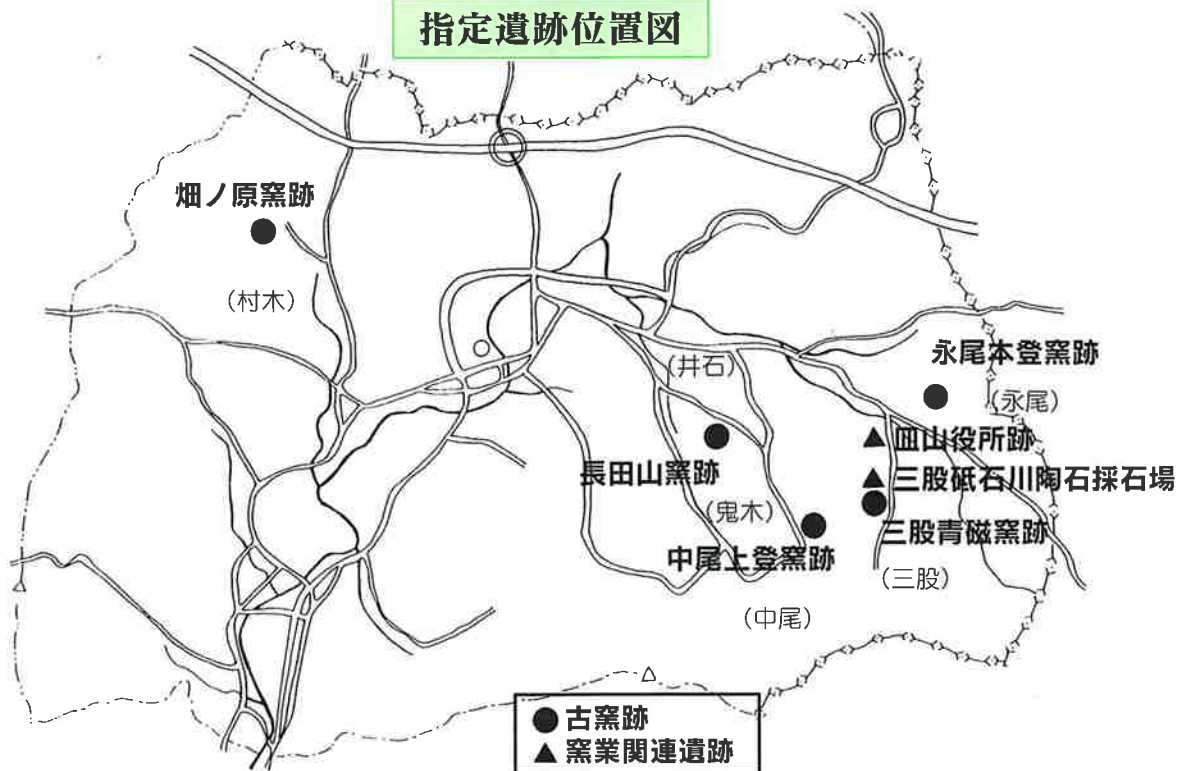 指定遺跡位置図
畑ノ原窯跡
(村木)
(井石)
永尾本登窯跡
(永尾)
皿山役所跡
長田山窯跡
三股砥石川陶石採石場
(鬼木)
三股青磁窯跡
中尾上登窯跡
(三股)
(中尾)
●古窯跡
▲窯業関連遺跡